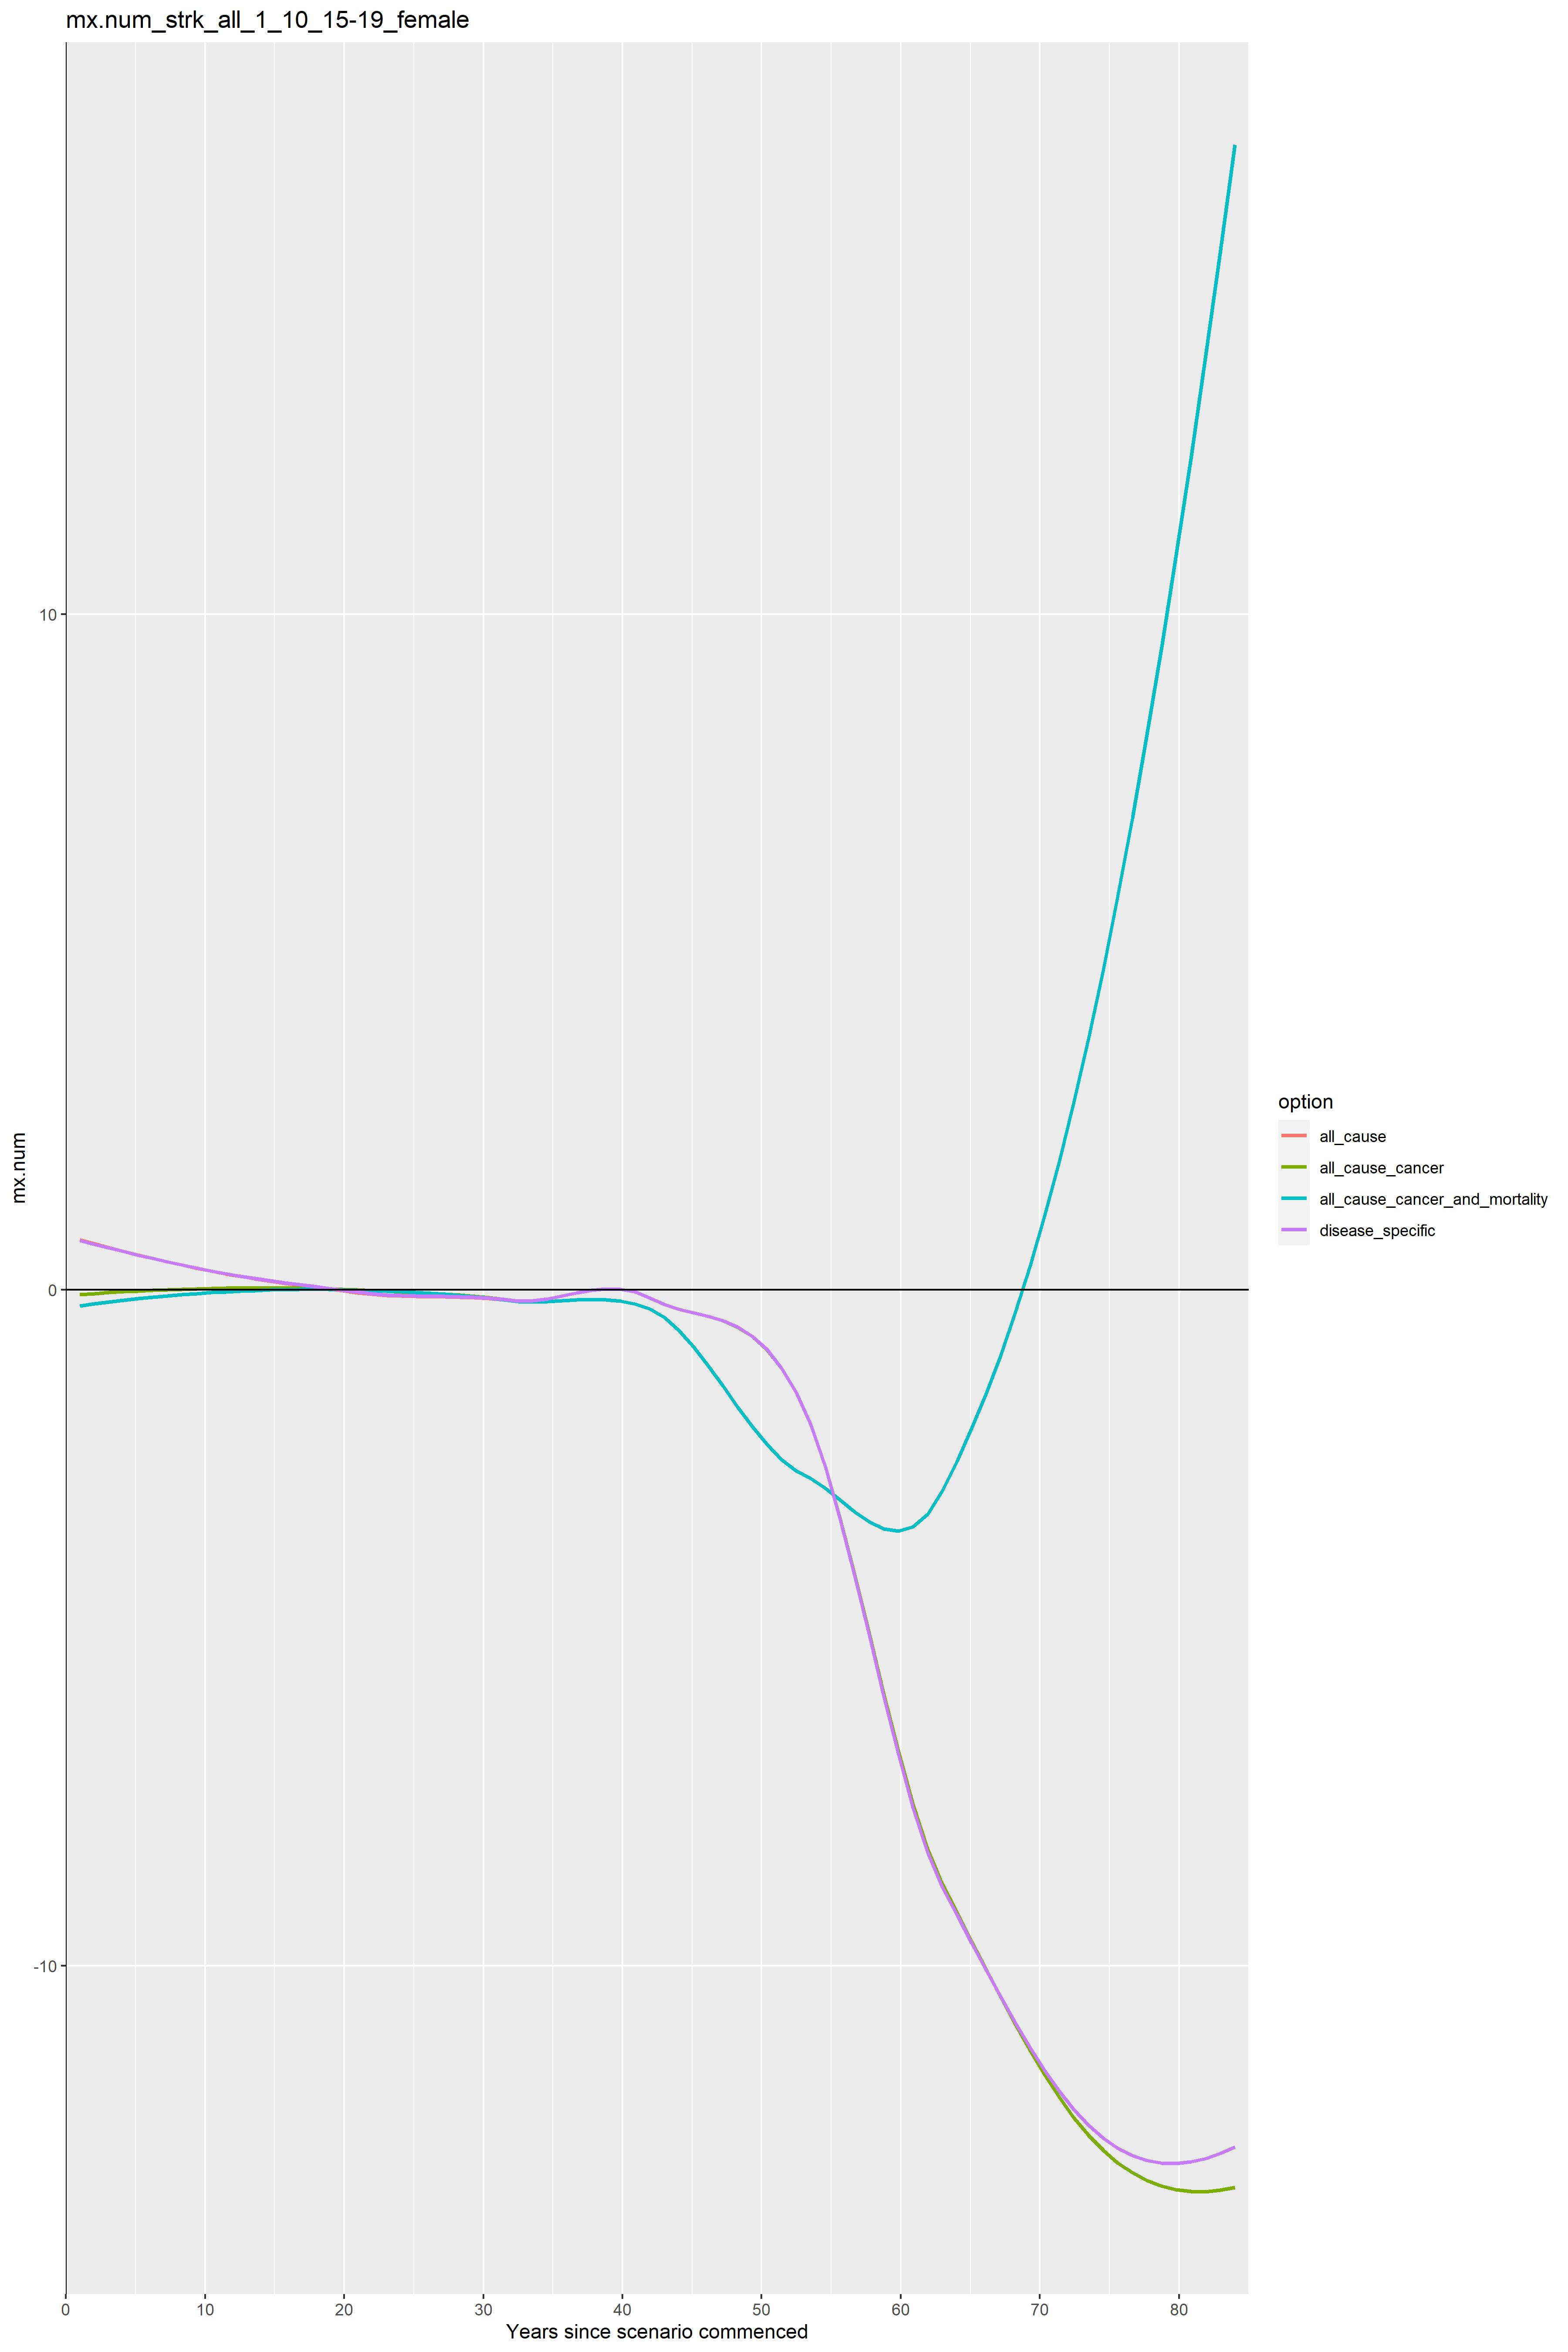 mx.num_strk_all_1_10_15-19_female
10
0
-10
mx.num
0 10 20 30 40 50 60 70 80
Years since scenario commenced
option
all_cause
all_cause_cancer
all_cause_cancer_and_mortality
disease_specific